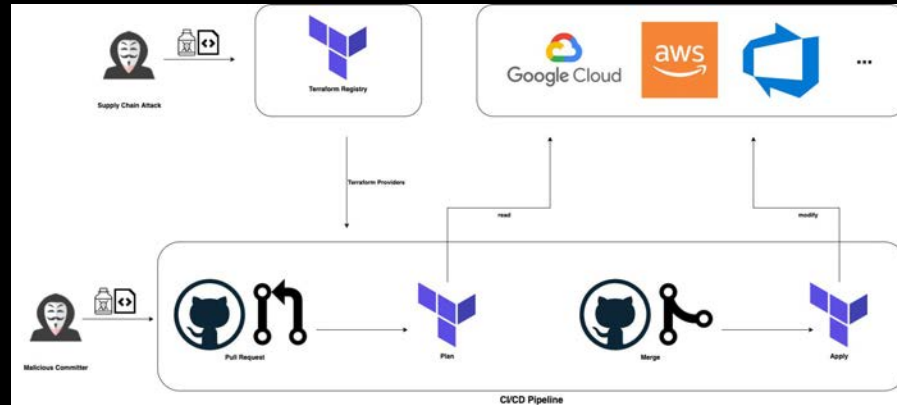 Supply Chain Attack
Terraform Registry
Google Cloud
aws
...
Terraform Providers
read
modify
Malicious Committer
Pull Request
Plan
Merge
Apply
CI/CD Pipeline